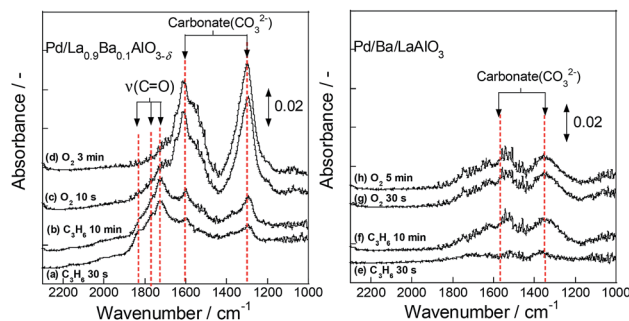 Carbonate(CO₃²⁻)
Pd/La₀.₉Ba₀.₁AlO₃₋δ
ν(C=O)
0.02
(d) O₂ 3 min
(c) O₂ 10 s
(b) C₃H₆ 10 min
(a) C₃H₆ 30 s
Absorbance / -
2200 2000 1800 1600 1400 1200 1000
Wavenumber / cm⁻¹
Pd/Ba/LaAlO₃
Carbonate(CO₃²⁻)
0.02
(h) O₂ 5 min
(g) O₂ 30 s
(f) C₃H₆ 10 min
(e) C₃H₆ 30 s
Absorbance / -
2200 2000 1800 1600 1400 1200 1000
Wavenumber / cm⁻¹